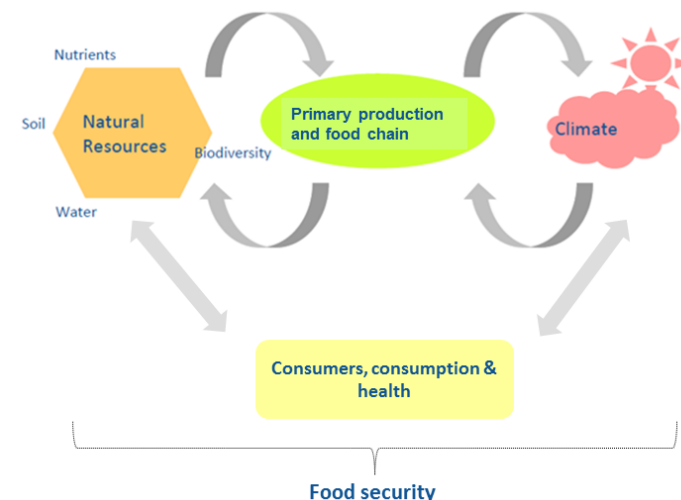 Nutrients
Soil
Natural
Resources
Biodiversity
Water
Primary production
and food chain
Climate
Consumers, consumption &
health
Food security